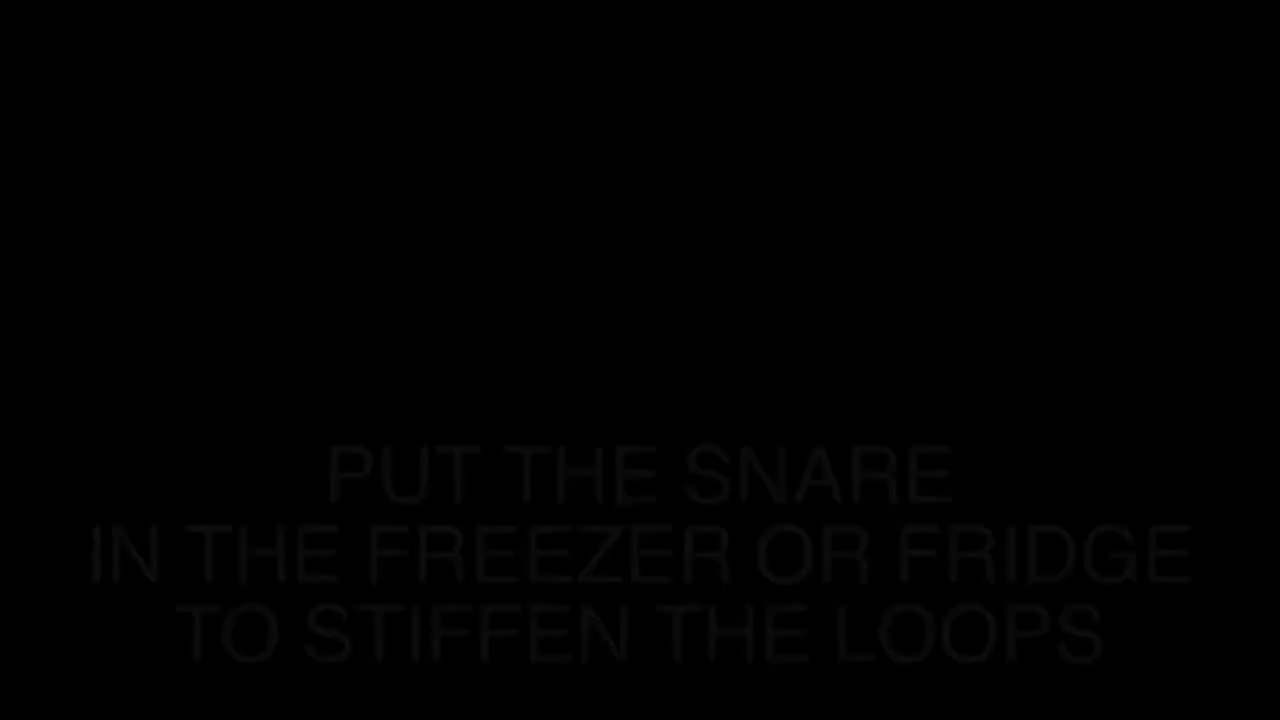 PUT THE SNARE
IN THE FREEZER OR FRIDGE
TO STIFFEN THE LOOPS